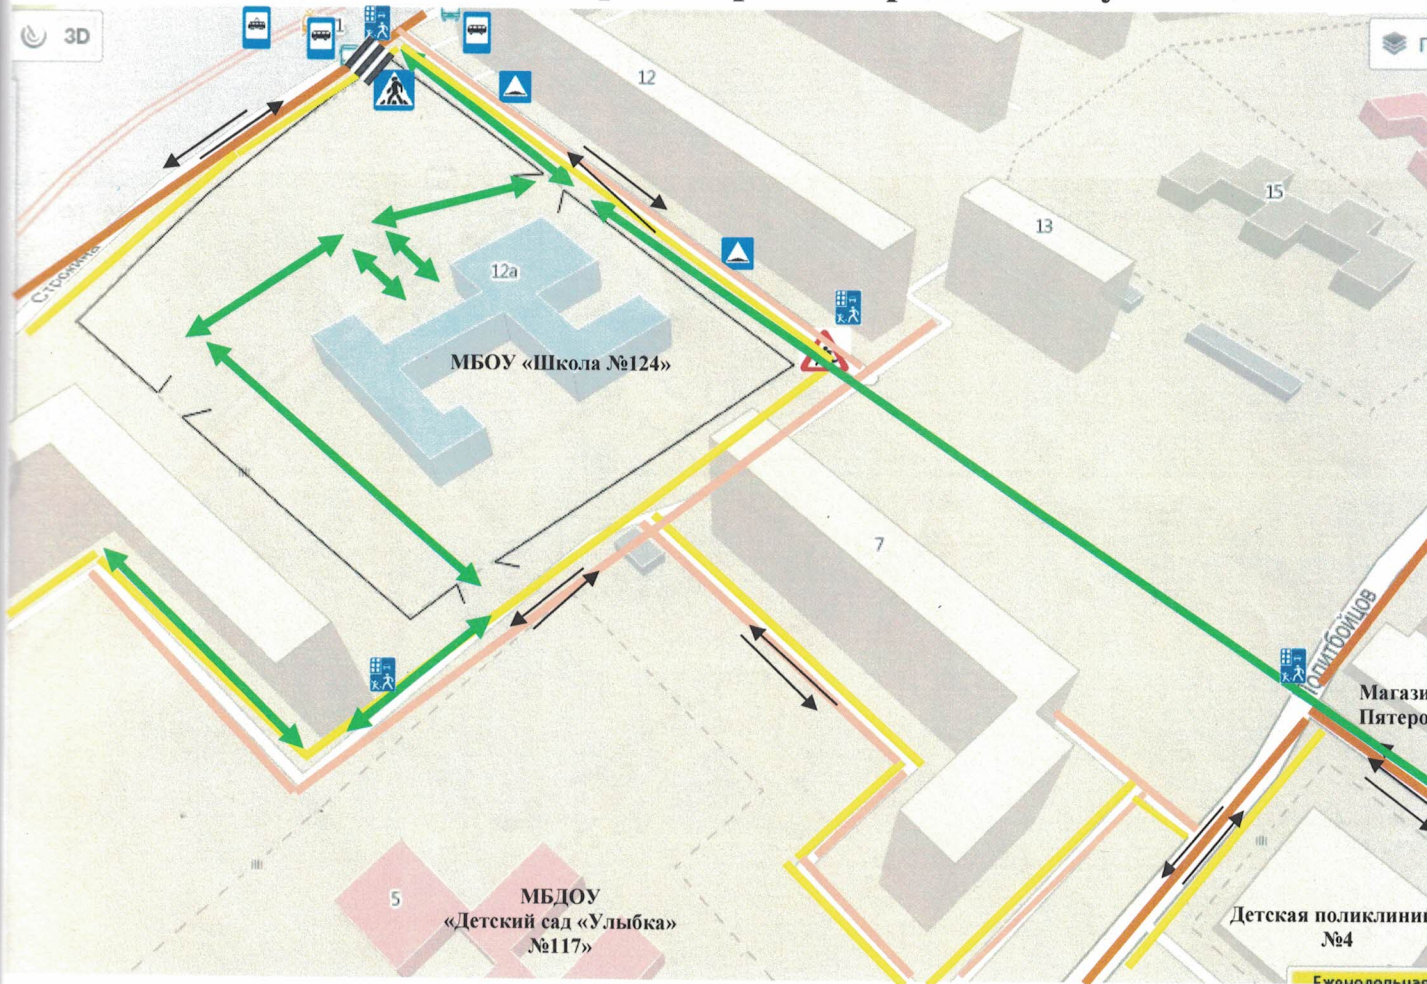 3D
1
12
15
13
Строкина
12а
МБОУ «Школа №124»
7
Политбойцов
Магази
Пятеро
5
МБДОУ
«Детский сад «Улыбка»
№117»
Детская поликлини
№4